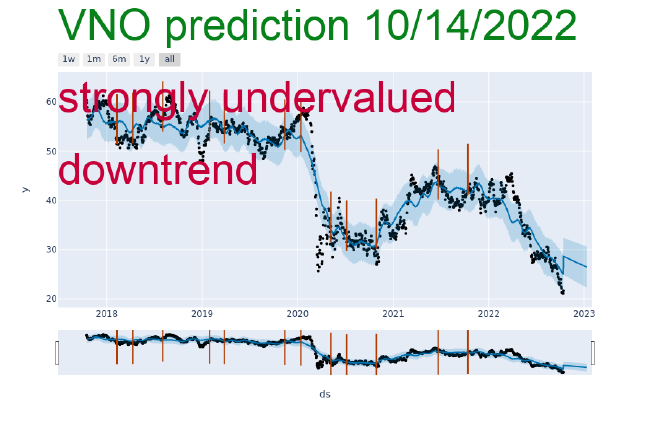 VNO prediction 10/14/2022
1w 1m 6m 1y all
strongly undervalued
downtrend
60
50
40
30
20
y
2018 2019 2020 2021 2022 2023
ds